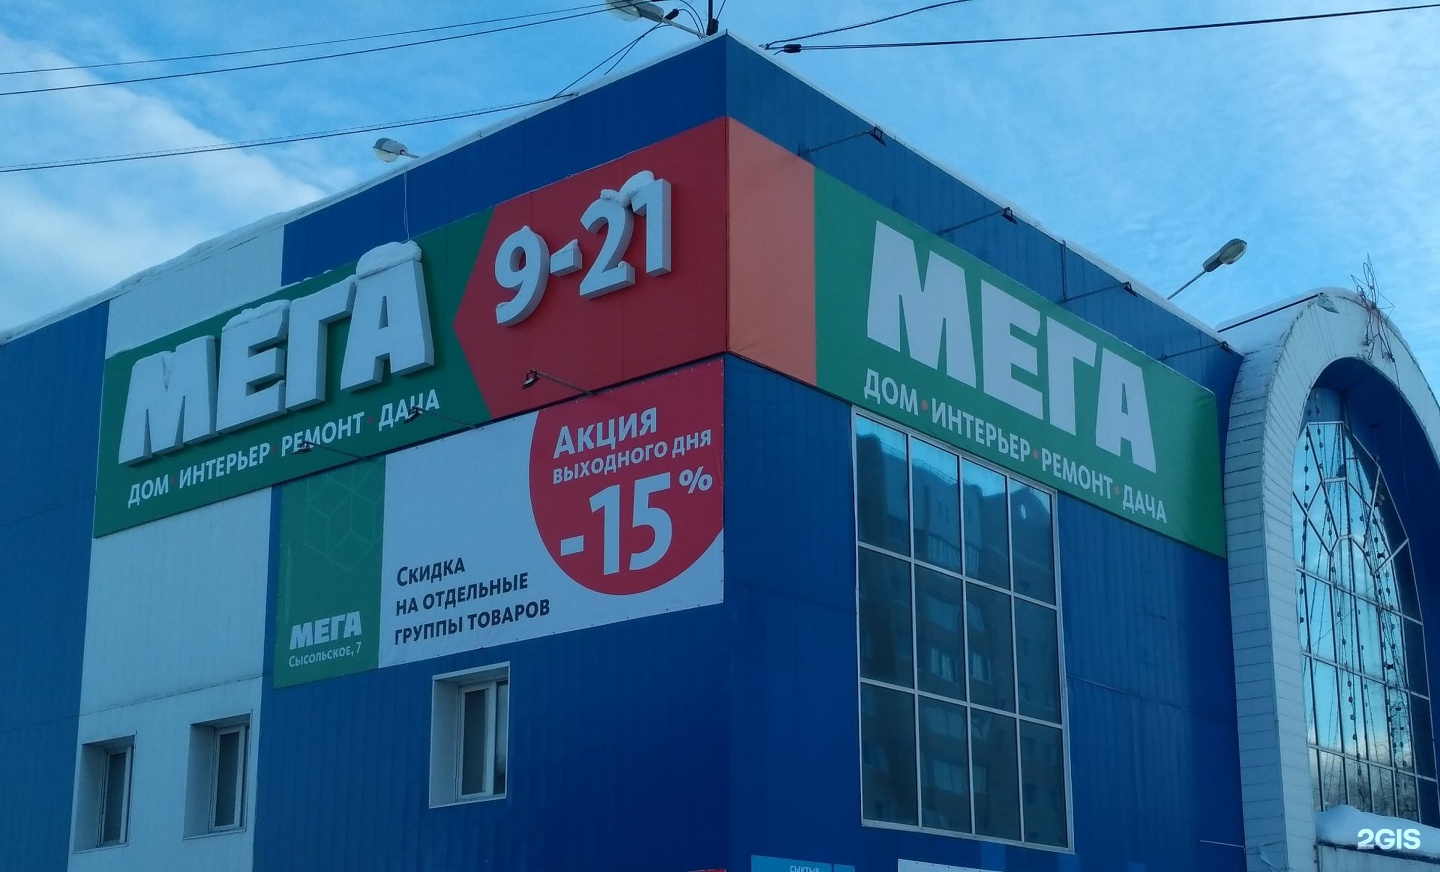 МЕГА
9-21
ДОМ·ИНТЕРЬЕР·РЕМОНТ·ДАЧА
МЕГА
ДОМ·ИНТЕРЬЕР·РЕМОНТ·ДАЧА
АКЦИЯ
ВЫХОДНОГО ДНЯ
-15%
СКИДКА
НА ОТДЕЛЬНЫЕ
ГРУППЫ ТОВАРОВ
МЕГА
Сысольское, 7
2GIS